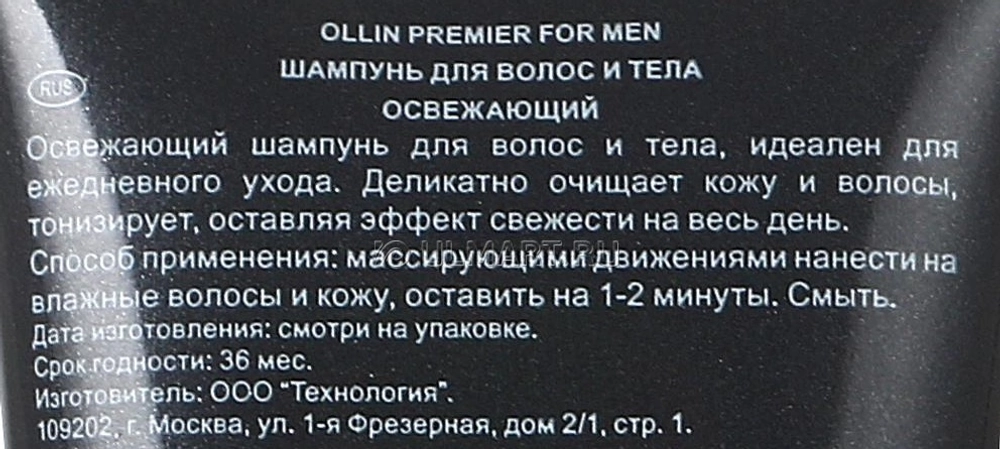 OLLIN PREMIER FOR MEN
ШАМПУНЬ ДЛЯ ВОЛОС И ТЕЛА
RUS
ОСВЕЖАЮЩИЙ
Освежающий шампунь для волос и тела, идеален для
ежедневного ухода. Деликатно очищает кожу и волосы,
тонизирует, оставляя эффект свежести на весь день.
ULMART.RU
Способ применения: массирующими движениями нанести на
влажные волосы и кожу, оставить на 1-2 минуты. Смыть.
Дата изготовления: смотри на упаковке.
Срок годности: 36 мес.
Изготовитель: ООО "Технология".
109202, г. Москва, ул. 1-я Фрезерная, дом 2/1, стр. 1.